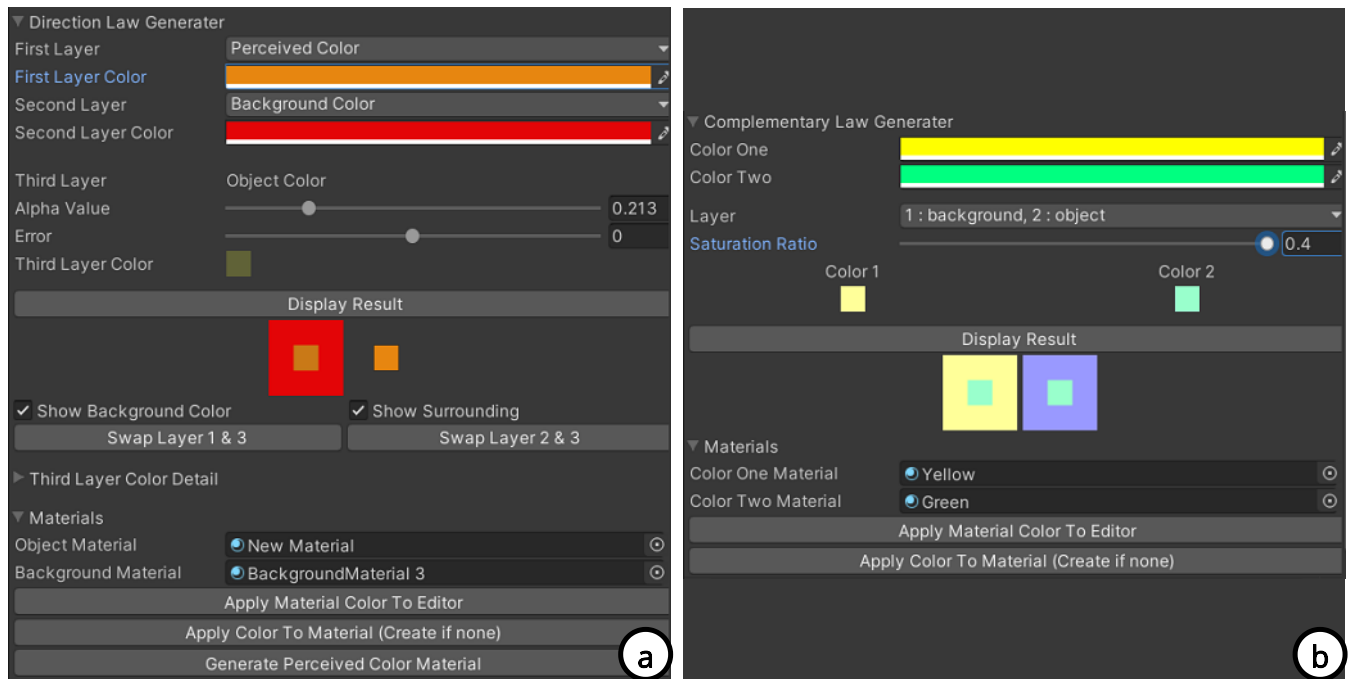 Direction Law Generater
First Layer
Perceived Color
First Layer Color
Second Layer
Background Color
Second Layer Color
Third Layer
Object Color
Alpha Value
0.213
Error
0
Third Layer Color
Display Result
Show Background Color
Show Surrounding
Swap Layer 1 & 3
Swap Layer 2 & 3
Third Layer Color Detail
Materials
Object Material
New Material
Background Material
BackgroundMaterial 3
Apply Material Color To Editor
Apply Color To Material (Create if none)
Generate Perceived Color Material
a
Complementary Law Generater
Color One
Color Two
Layer
1 : background, 2 : object
Saturation Ratio
0.4
Color 1
Color 2
Display Result
Materials
Color One Material
Yellow
Color Two Material
Green
Apply Material Color To Editor
Apply Color To Material (Create if none)
b